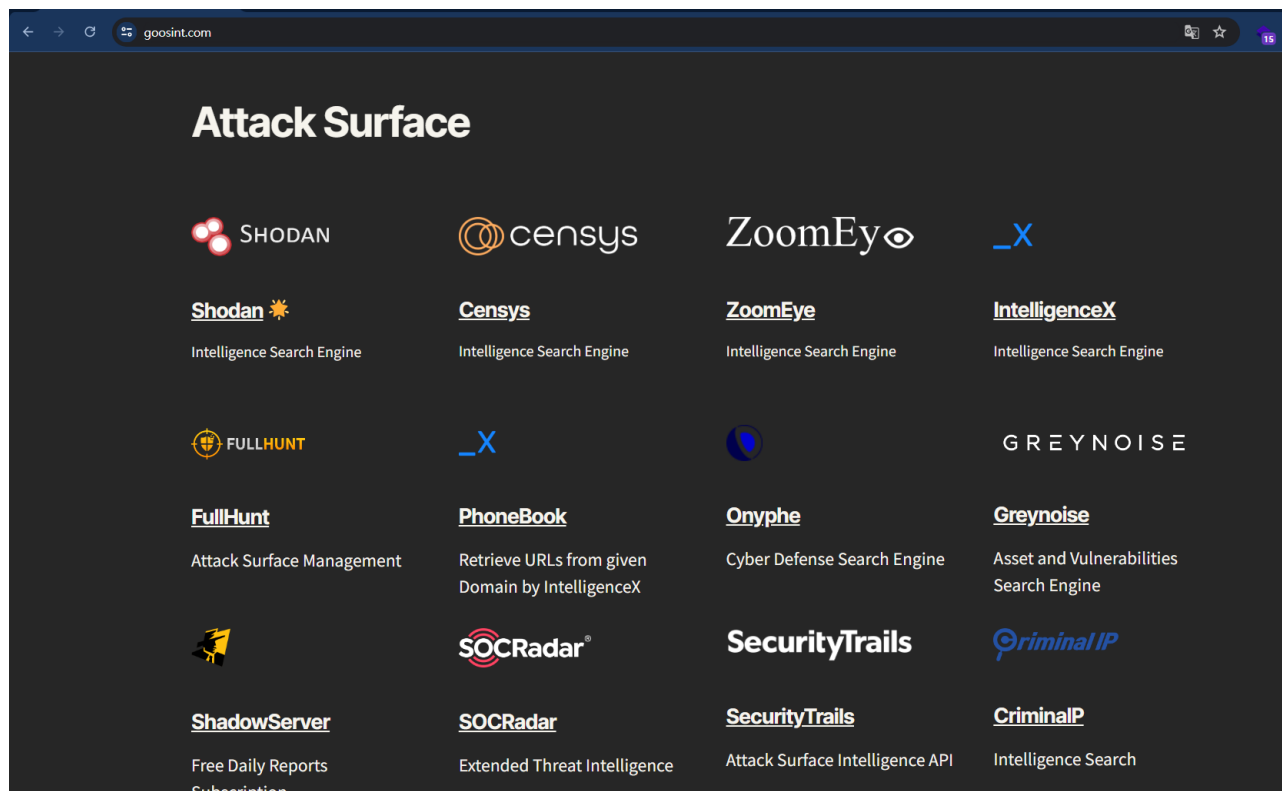 goosint.com
15
Attack Surface
SHODAN
censys
ZoomEy
_X
Shodan
Censys
ZoomEye
IntelligenceX
Intelligence Search Engine
Intelligence Search Engine
Intelligence Search Engine
Intelligence Search Engine
FULLHUNT
_X
GREYNOISE
FullHunt
PhoneBook
Onyphe
Greynoise
Attack Surface Management
Retrieve URLs from given
Domain by IntelligenceX
Cyber Defense Search Engine
Asset and Vulnerabilities
Search Engine
SOCRadar®
SecurityTrails
Criminal IP
ShadowServer
SOCRadar
SecurityTrails
CriminalP
Free Daily Reports
Subscription
Extended Threat Intelligence
Attack Surface Intelligence API
Intelligence Search